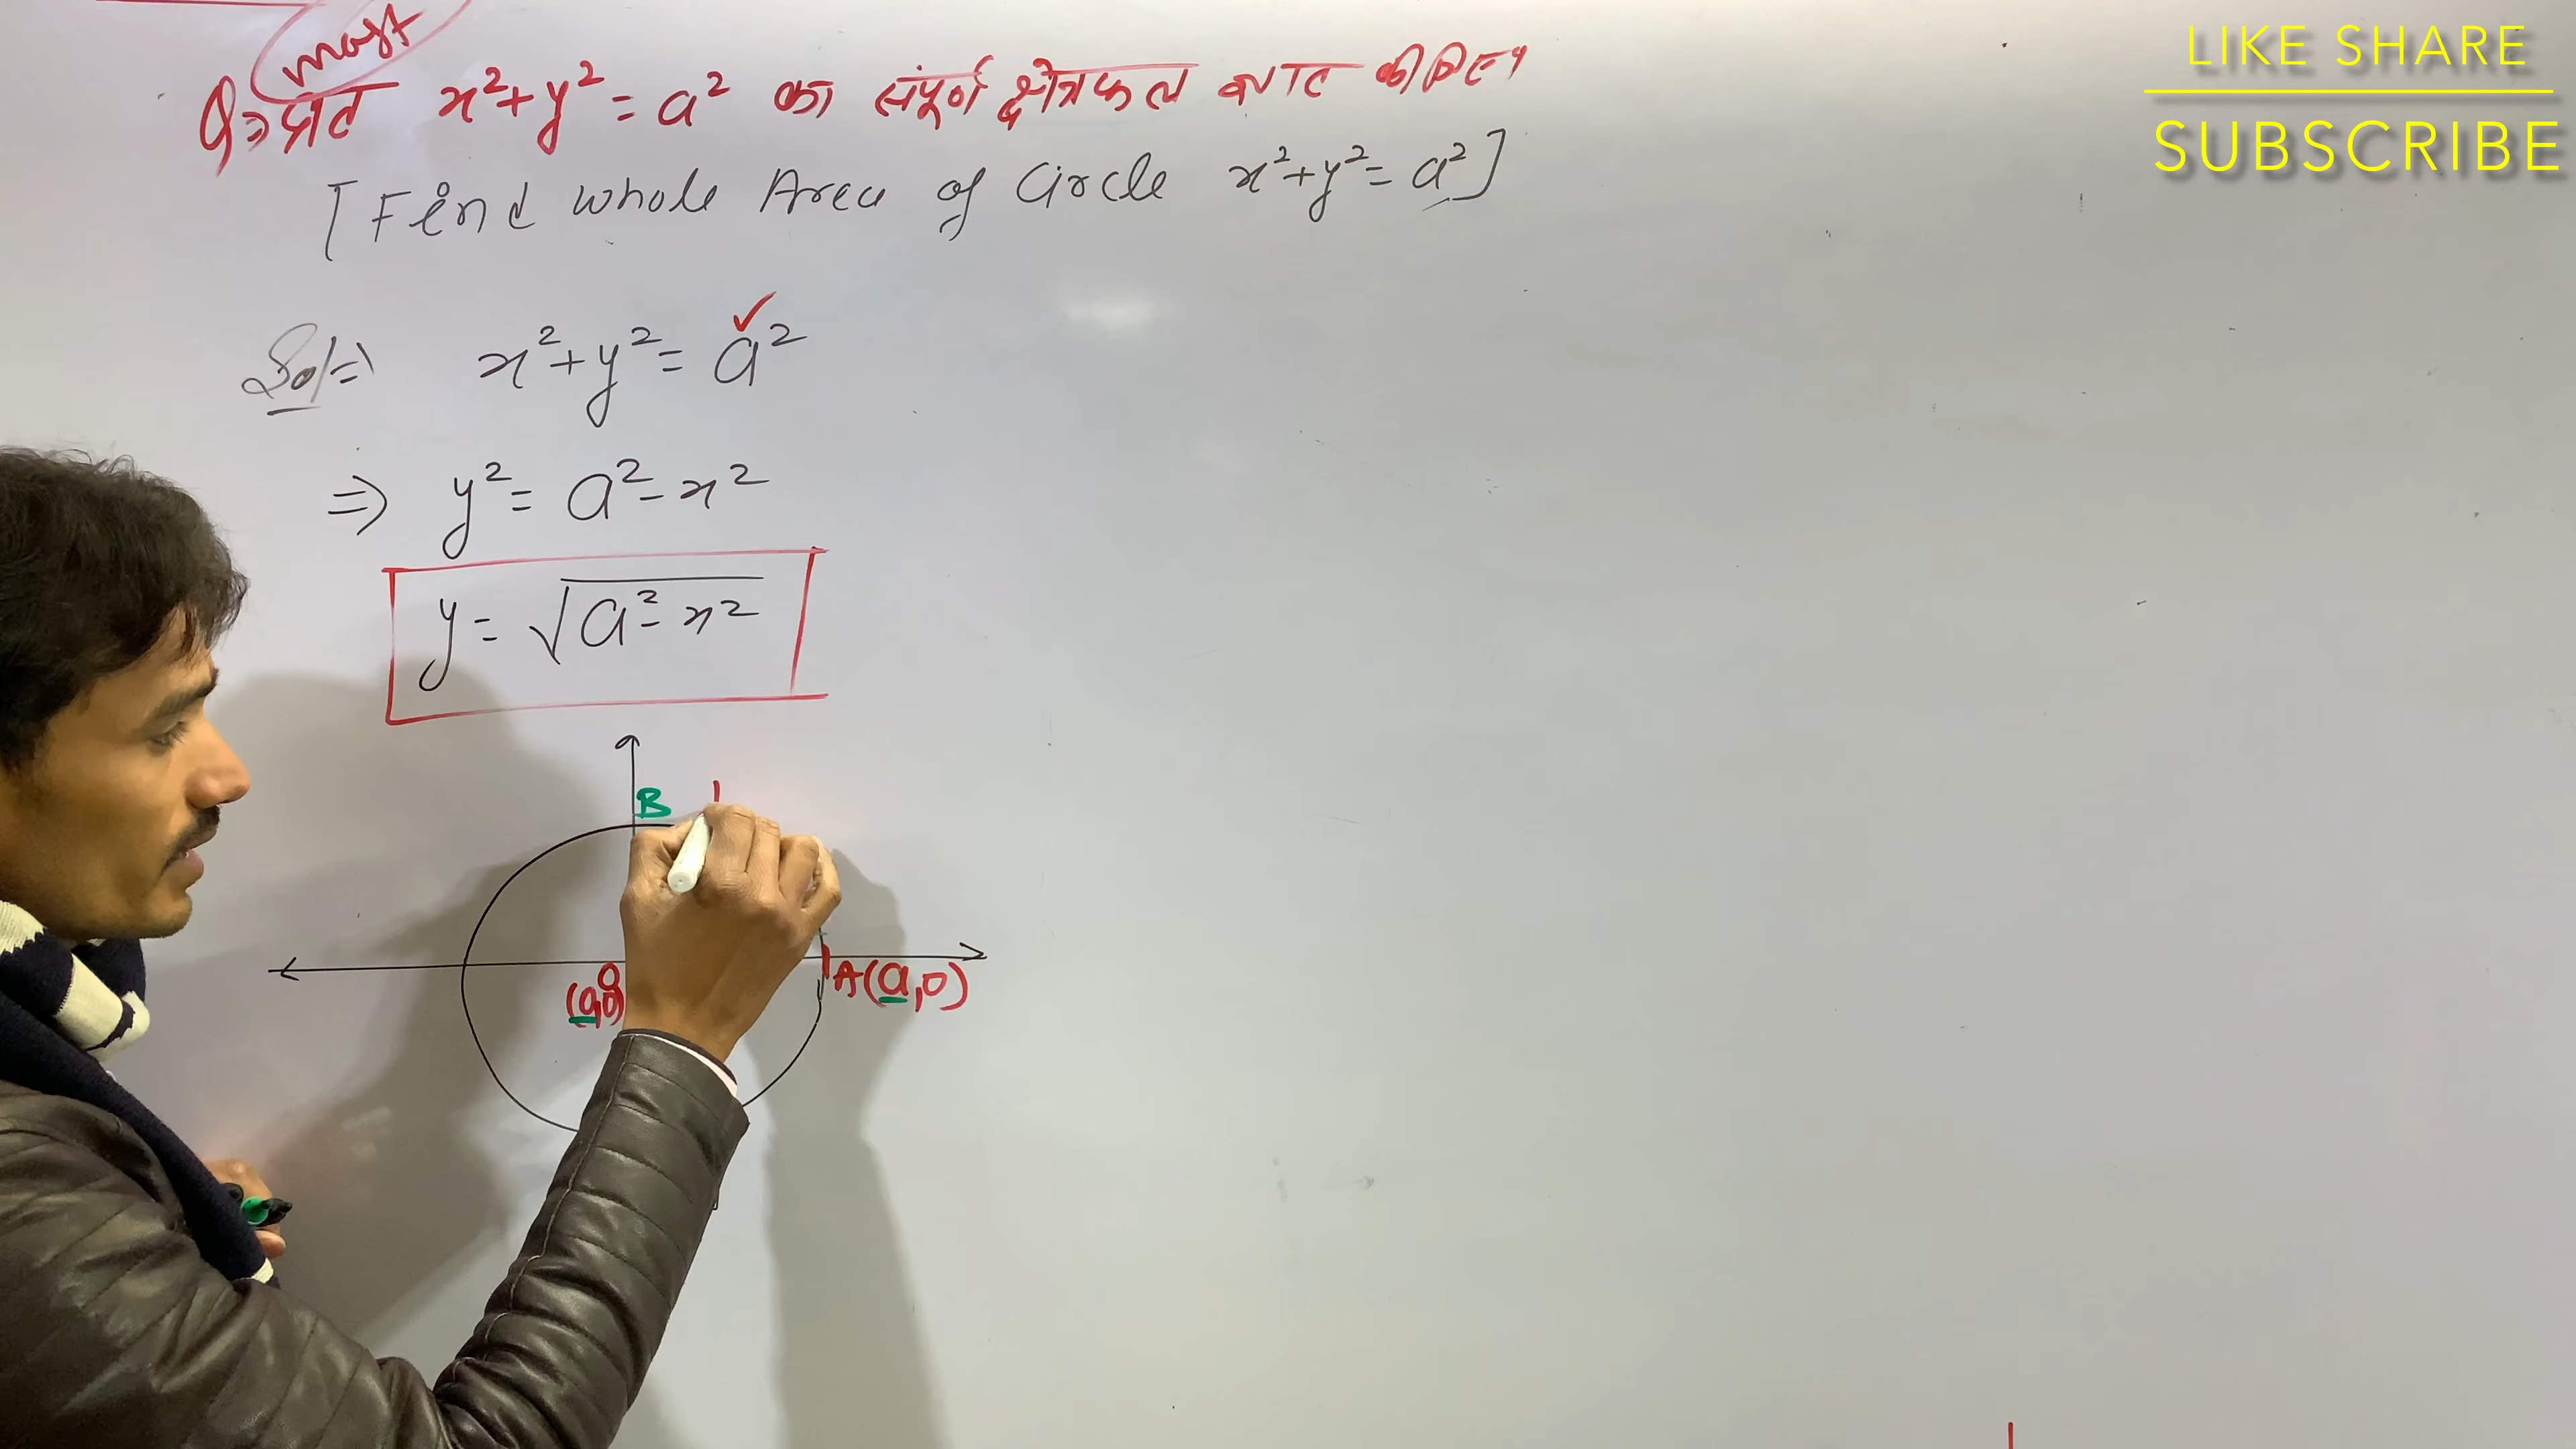 most
Q⇒ वृत्त x²+y² = a² का संपूर्ण क्षेत्रफल ज्ञात कीजिए
[Find whole Area of Circle x²+y² = a²]
Sol⇒ x²+y² = a²
⇒ y² = a²-x²
y = √a²-x²
B
O
(0,0)
A(a,0)
LIKE SHARE
SUBSCRIBE